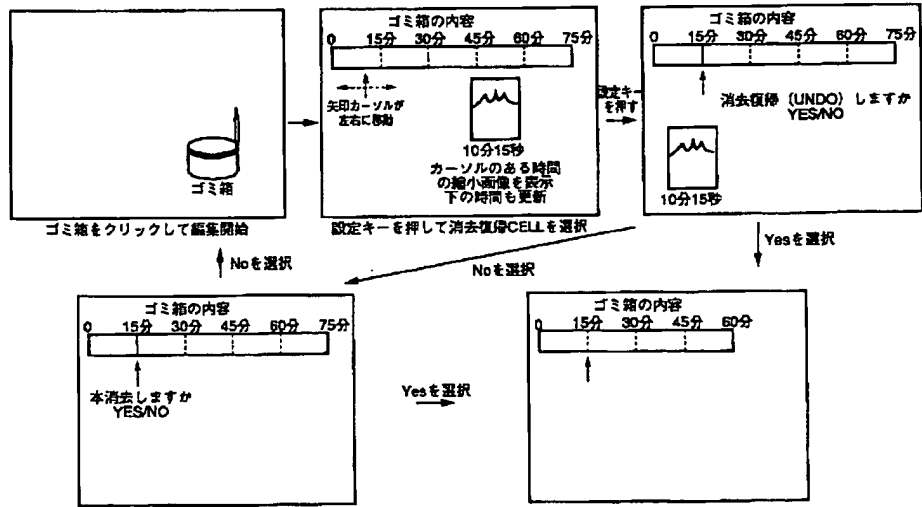 ゴミ箱
ゴミ箱をクリックして編集開始
ゴミ箱の内容
0 15分 30分 45分 60分 75分
矢印カーソルが
左右に移動
10分15秒
カーソルのある時間
の縮小画像を表示
下の時間も更新
設定キーを押して消去復帰CELLを選択
設定キー
を押す
ゴミ箱の内容
0 15分 30分 45分 60分 75分
消去復帰（UNDO）しますか
YES/NO
10分15秒
Noを選択
Noを選択
Yesを選択
ゴミ箱の内容
0 15分 30分 45分 60分 75分
本消去しますか
YES/NO
Yesを選択
ゴミ箱の内容
0 15分 30分 45分 60分